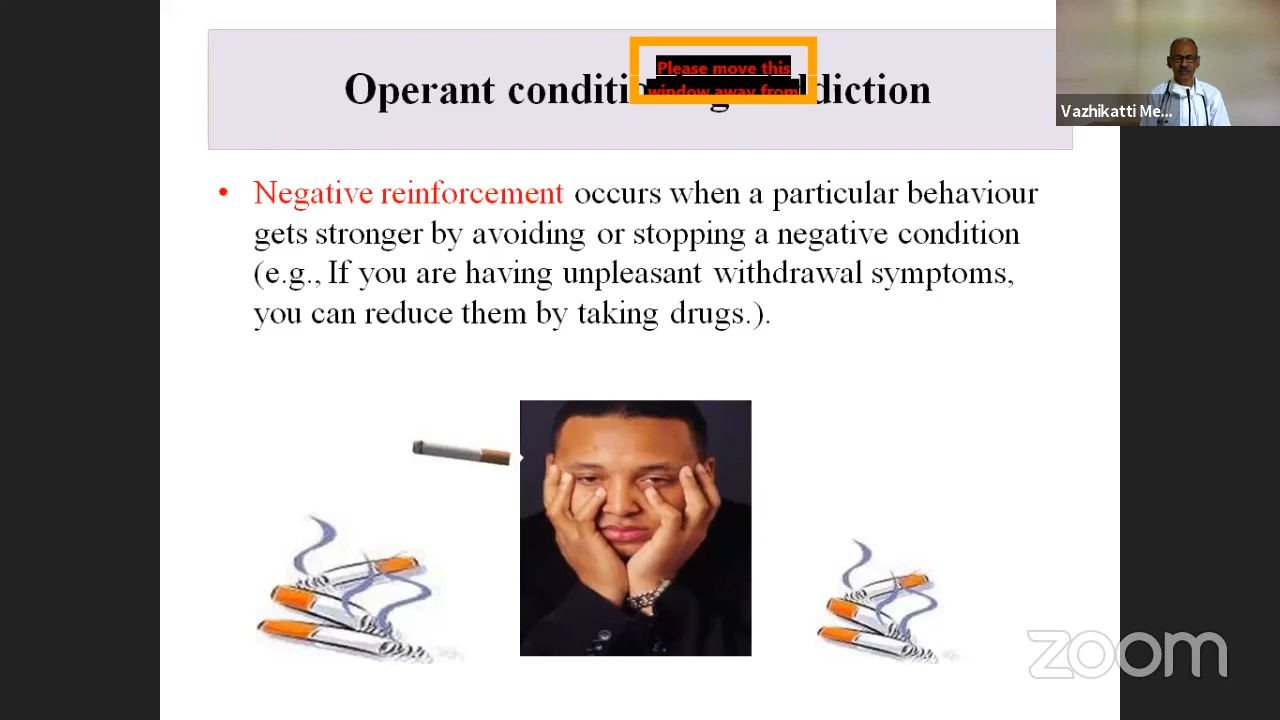 Operant conditi g diction
Please move this
window away from
Vazhikatti Me...
• Negative reinforcement occurs when a particular behaviour
gets stronger by avoiding or stopping a negative condition
(e.g., If you are having unpleasant withdrawal symptoms,
you can reduce them by taking drugs.).
zoom